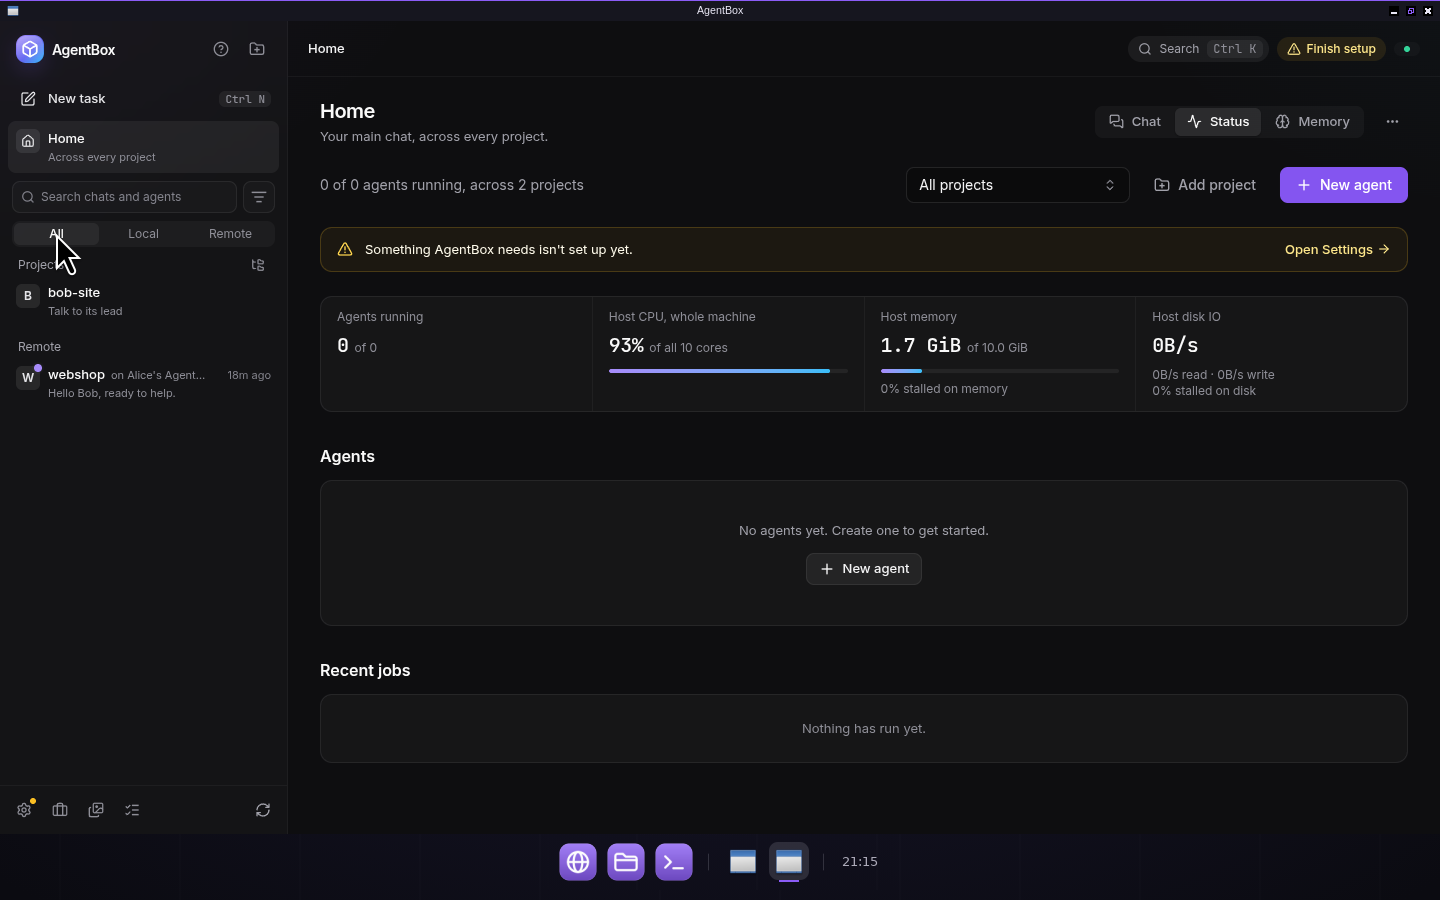 AgentBox
AgentBox
New task Ctrl N
Home
Across every project
Search chats and agents
All Local Remote
Projects
B bob-site
Talk to its lead
Remote
W webshop on Alice's Agent... 18m ago
Hello Bob, ready to help.
Home
Search Ctrl K Finish setup
Home
Your main chat, across every project.
Chat Status Memory
0 of 0 agents running, across 2 projects
All projects Add project New agent
Something AgentBox needs isn't set up yet. Open Settings
Agents running
0 of 0
Host CPU, whole machine
93% of all 10 cores
Host memory
1.7 GiB of 10.0 GiB
0% stalled on memory
Host disk IO
0B/s
0B/s read · 0B/s write
0% stalled on disk
Agents
No agents yet. Create one to get started.
New agent
Recent jobs
Nothing has run yet.
21:15